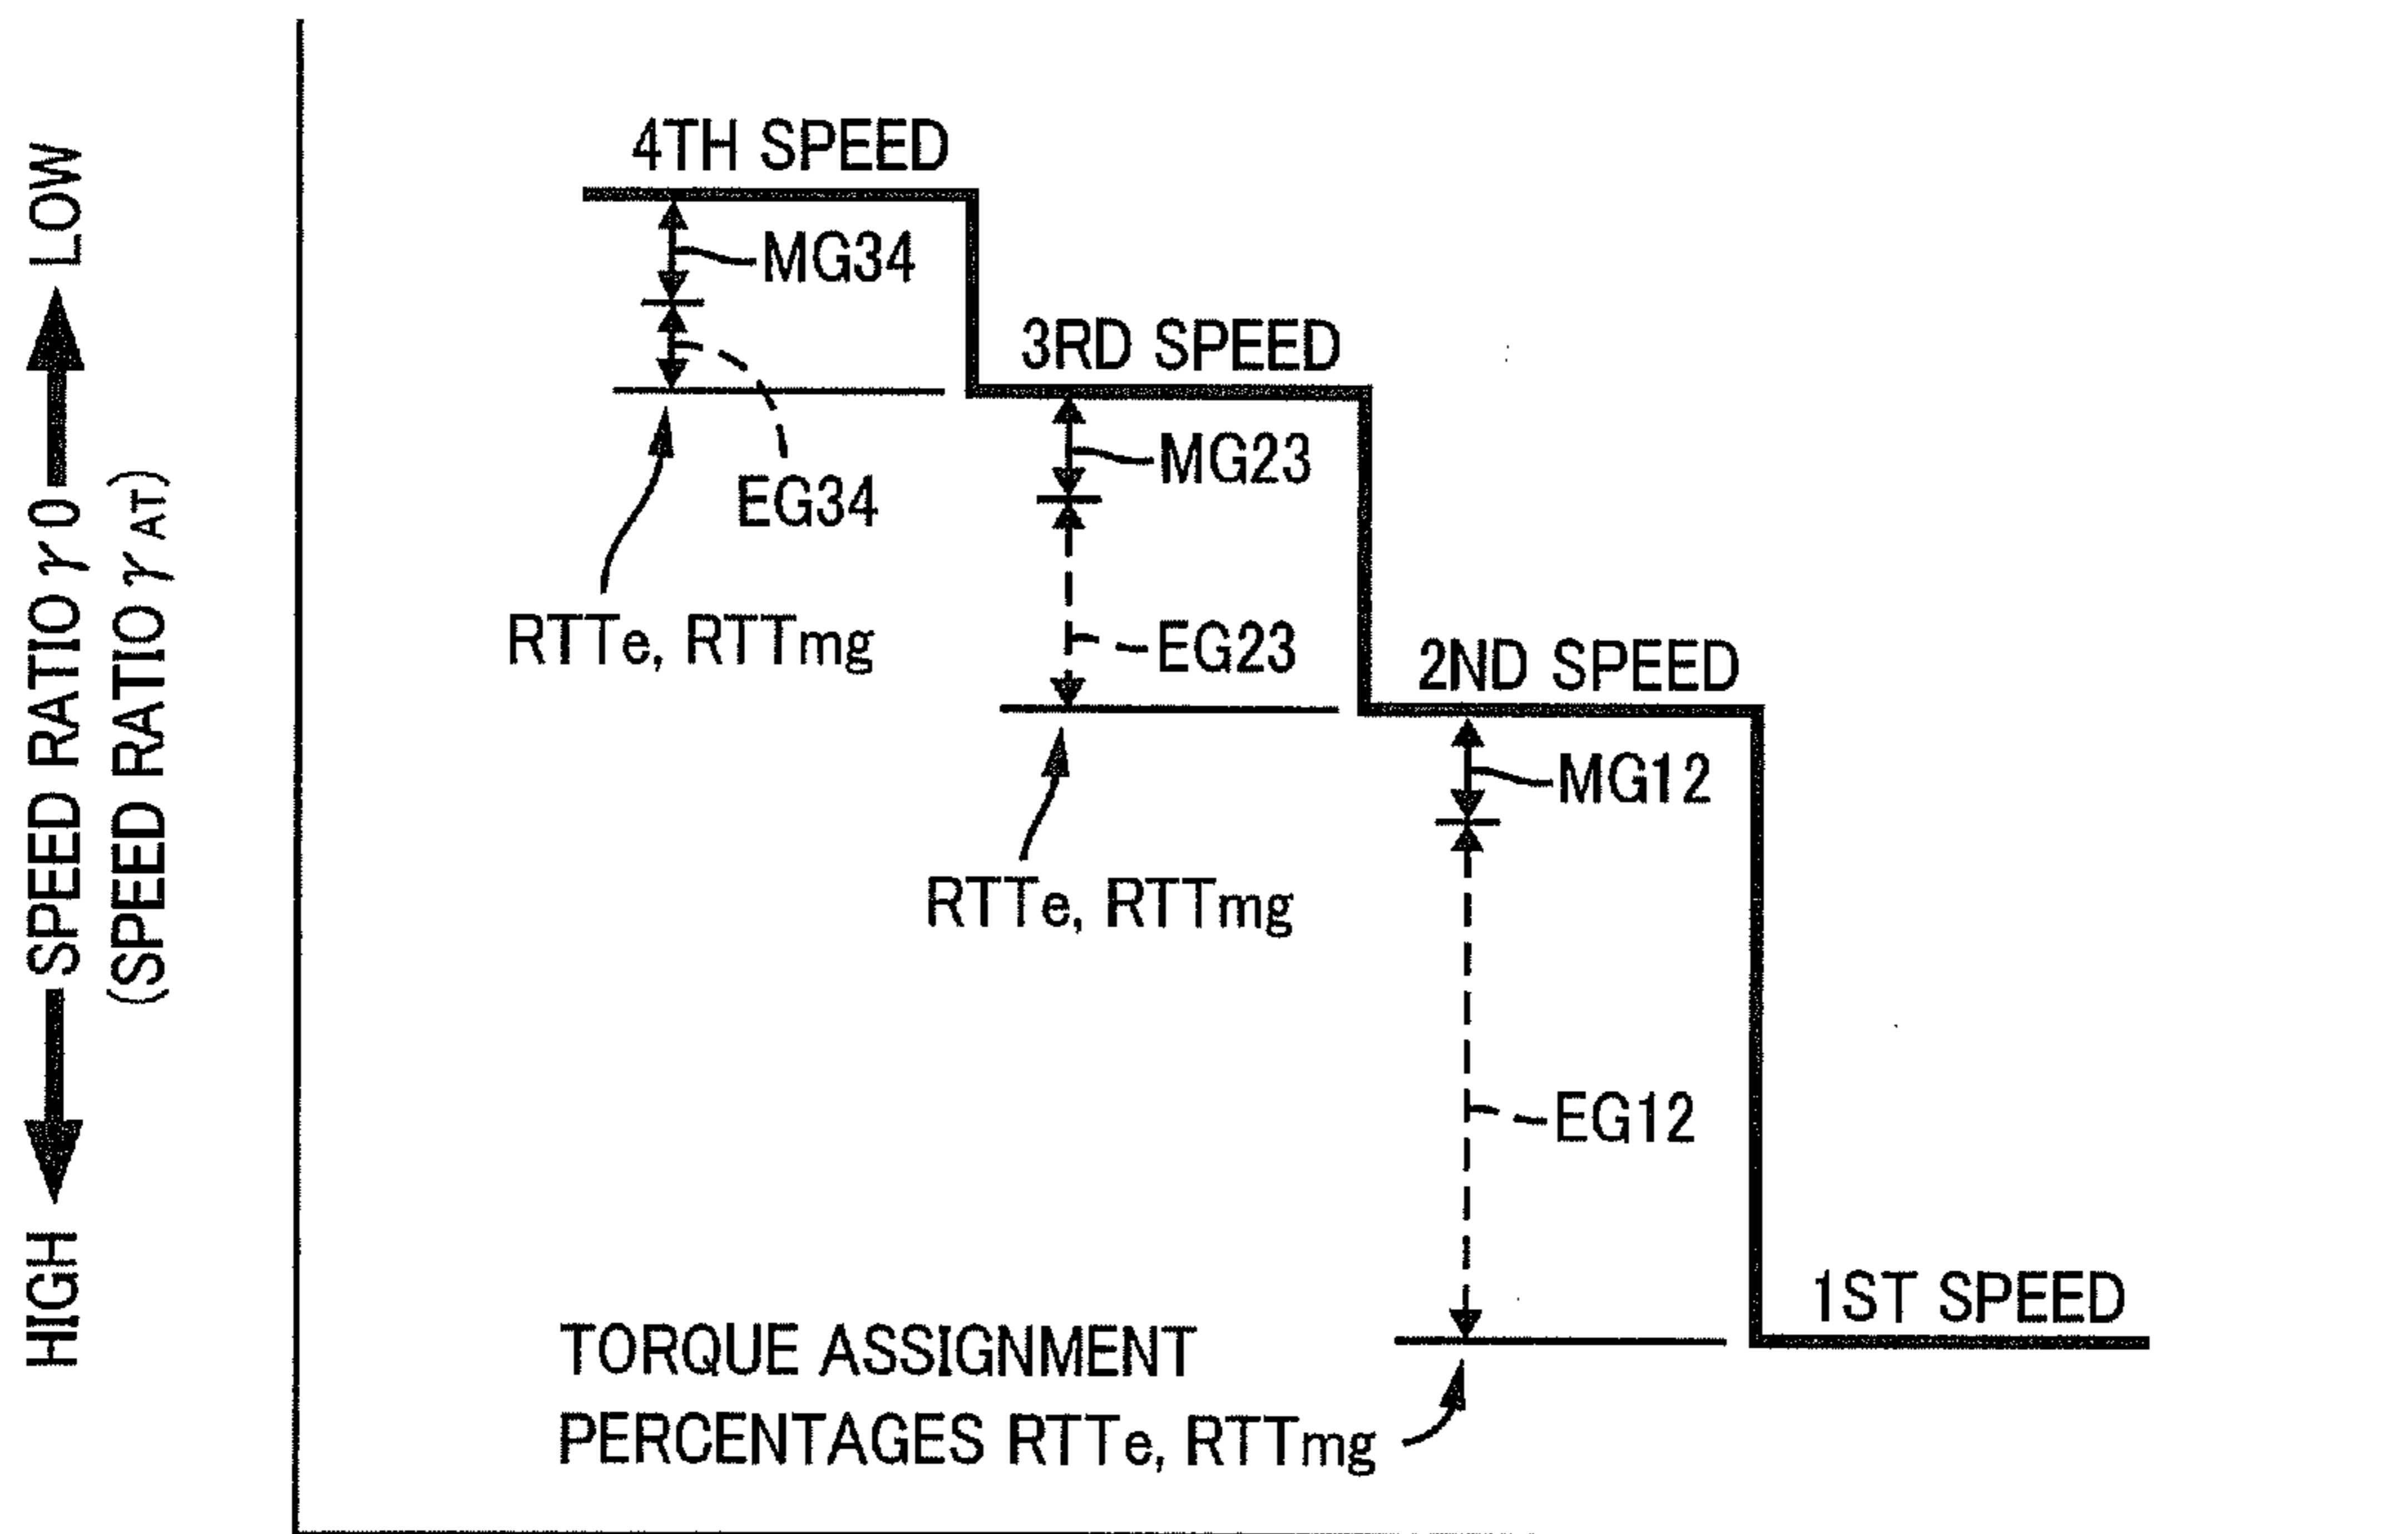 LOW
SPEED RATIO γ0
(SPEED RATIO γAT)
HIGH
4TH SPEED
MG34
EG34
RTTe, RTTmg
3RD SPEED
MG23
EG23
RTTe, RTTmg
2ND SPEED
MG12
EG12
1ST SPEED
TORQUE ASSIGNMENT
PERCENTAGES RTTe, RTTmg